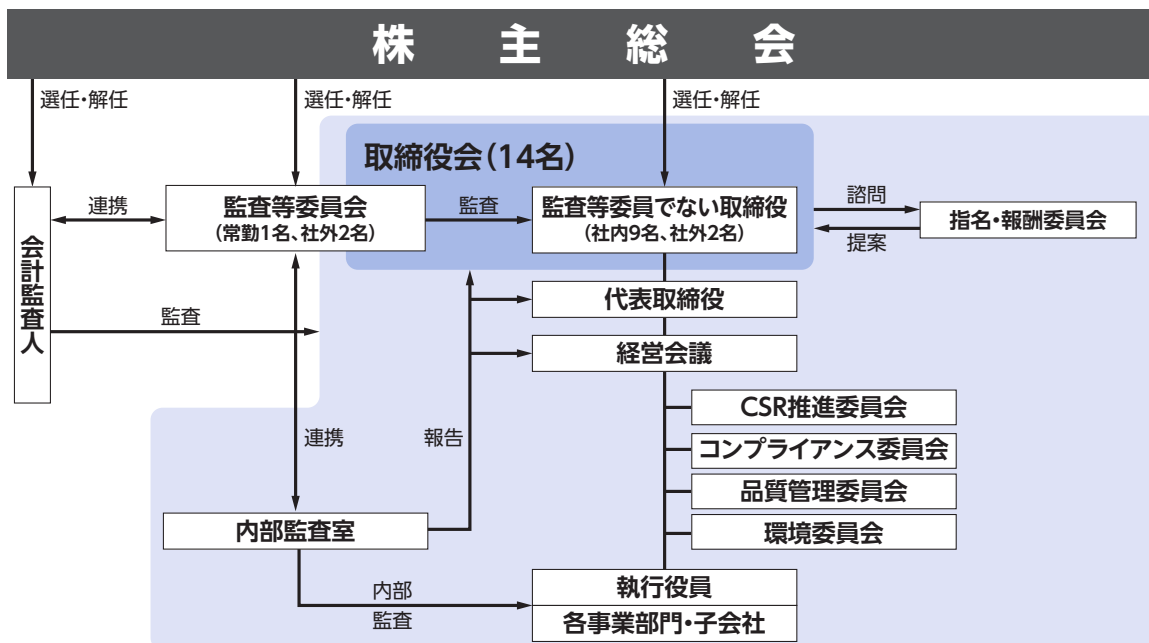 株主総会
選任・解任
選任・解任
選任・解任
取締役会（14名）
会計監査人
連携
監査等委員会
（常勤1名、社外2名）
監査
監査等委員でない取締役
（社内9名、社外2名）
諮問
提案
指名・報酬委員会
監査
代表取締役
経営会議
CSR推進委員会
コンプライアンス委員会
品質管理委員会
環境委員会
連携
報告
内部監査室
内部
監査
執行役員
各事業部門・子会社